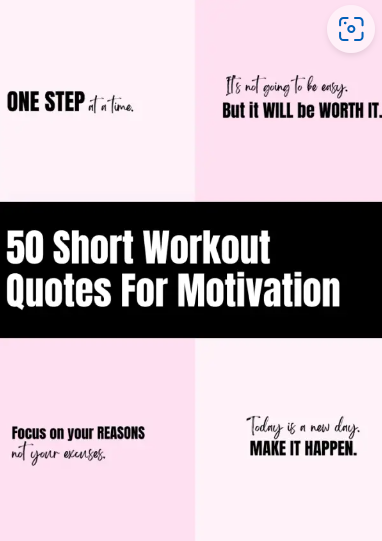 ONE STEP at a time.
It's not going to be easy.
But it WILL be WORTH IT.
50 Short Workout
Quotes For Motivation
Focus on your REASONS
not your excuses.
Today is a new day.
MAKE IT HAPPEN.